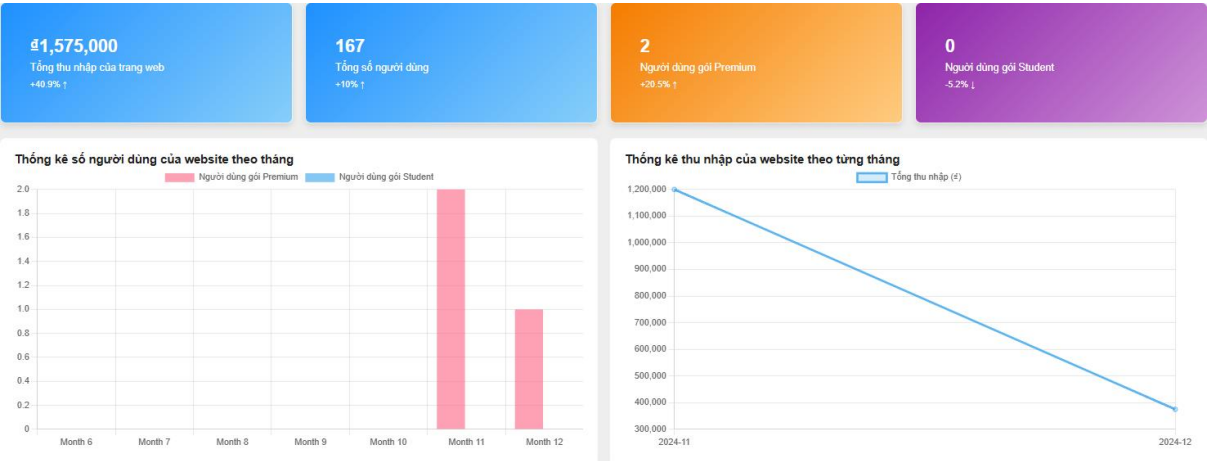 ₫1,575,000
Tổng thu nhập của trang web
+40.9% ↑
167
Tổng số người dùng
+10% ↑
2
Người dùng gói Premium
+20.5% ↑
0
Người dùng gói Student
-5.2% ↓
Thống kê số người dùng của website theo tháng
Người dùng gói Premium
Người dùng gói Student
2.0
1.8
1.6
1.4
1.2
1.0
0.8
0.6
0.4
0.2
0
Month 6
Month 7
Month 8
Month 9
Month 10
Month 11
Month 12
Thống kê thu nhập của website theo từng tháng
Tổng thu nhập (₫)
1,200,000
1,100,000
1,000,000
900,000
800,000
700,000
600,000
500,000
400,000
300,000
2024-11
2024-12